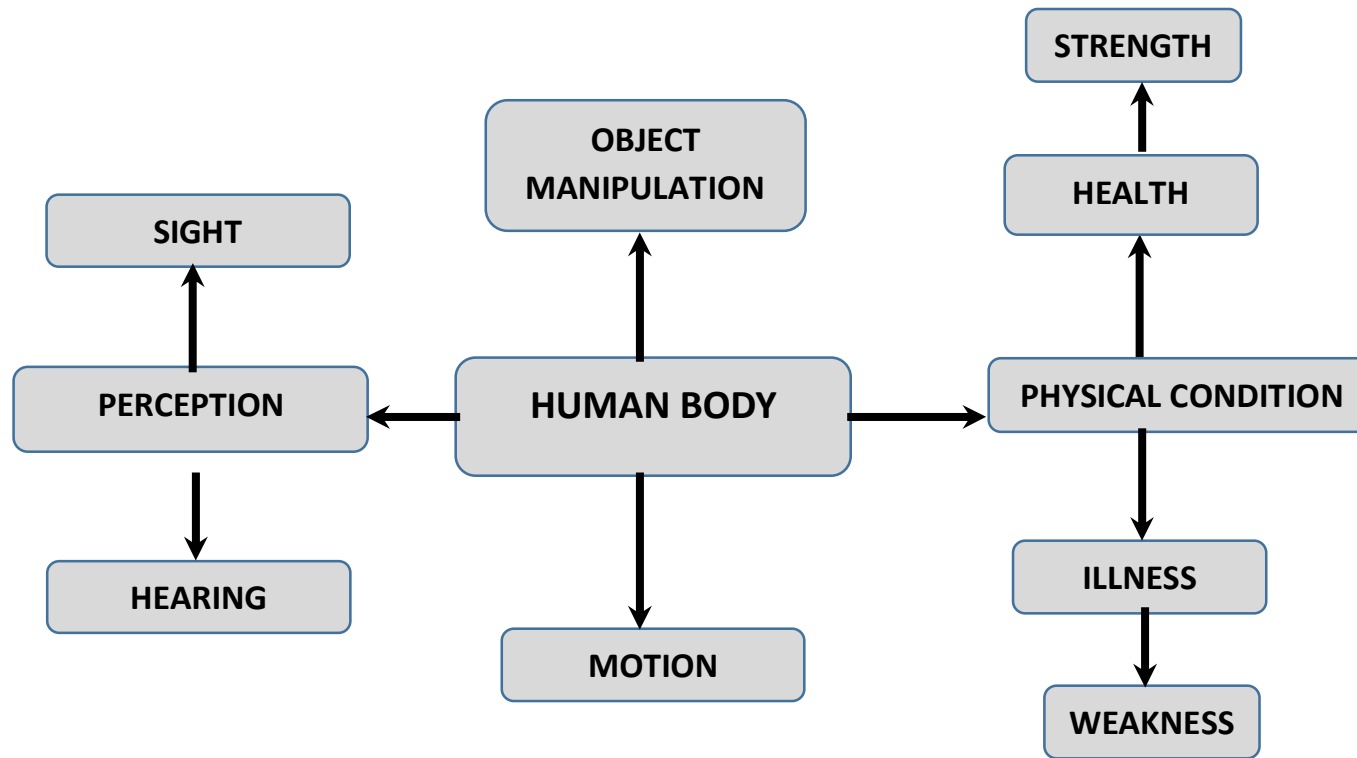 STRENGTH
OBJECT
MANIPULATION
HEALTH
SIGHT
PERCEPTION
HUMAN BODY
PHYSICAL CONDITION
HEARING
ILLNESS
MOTION
WEAKNESS